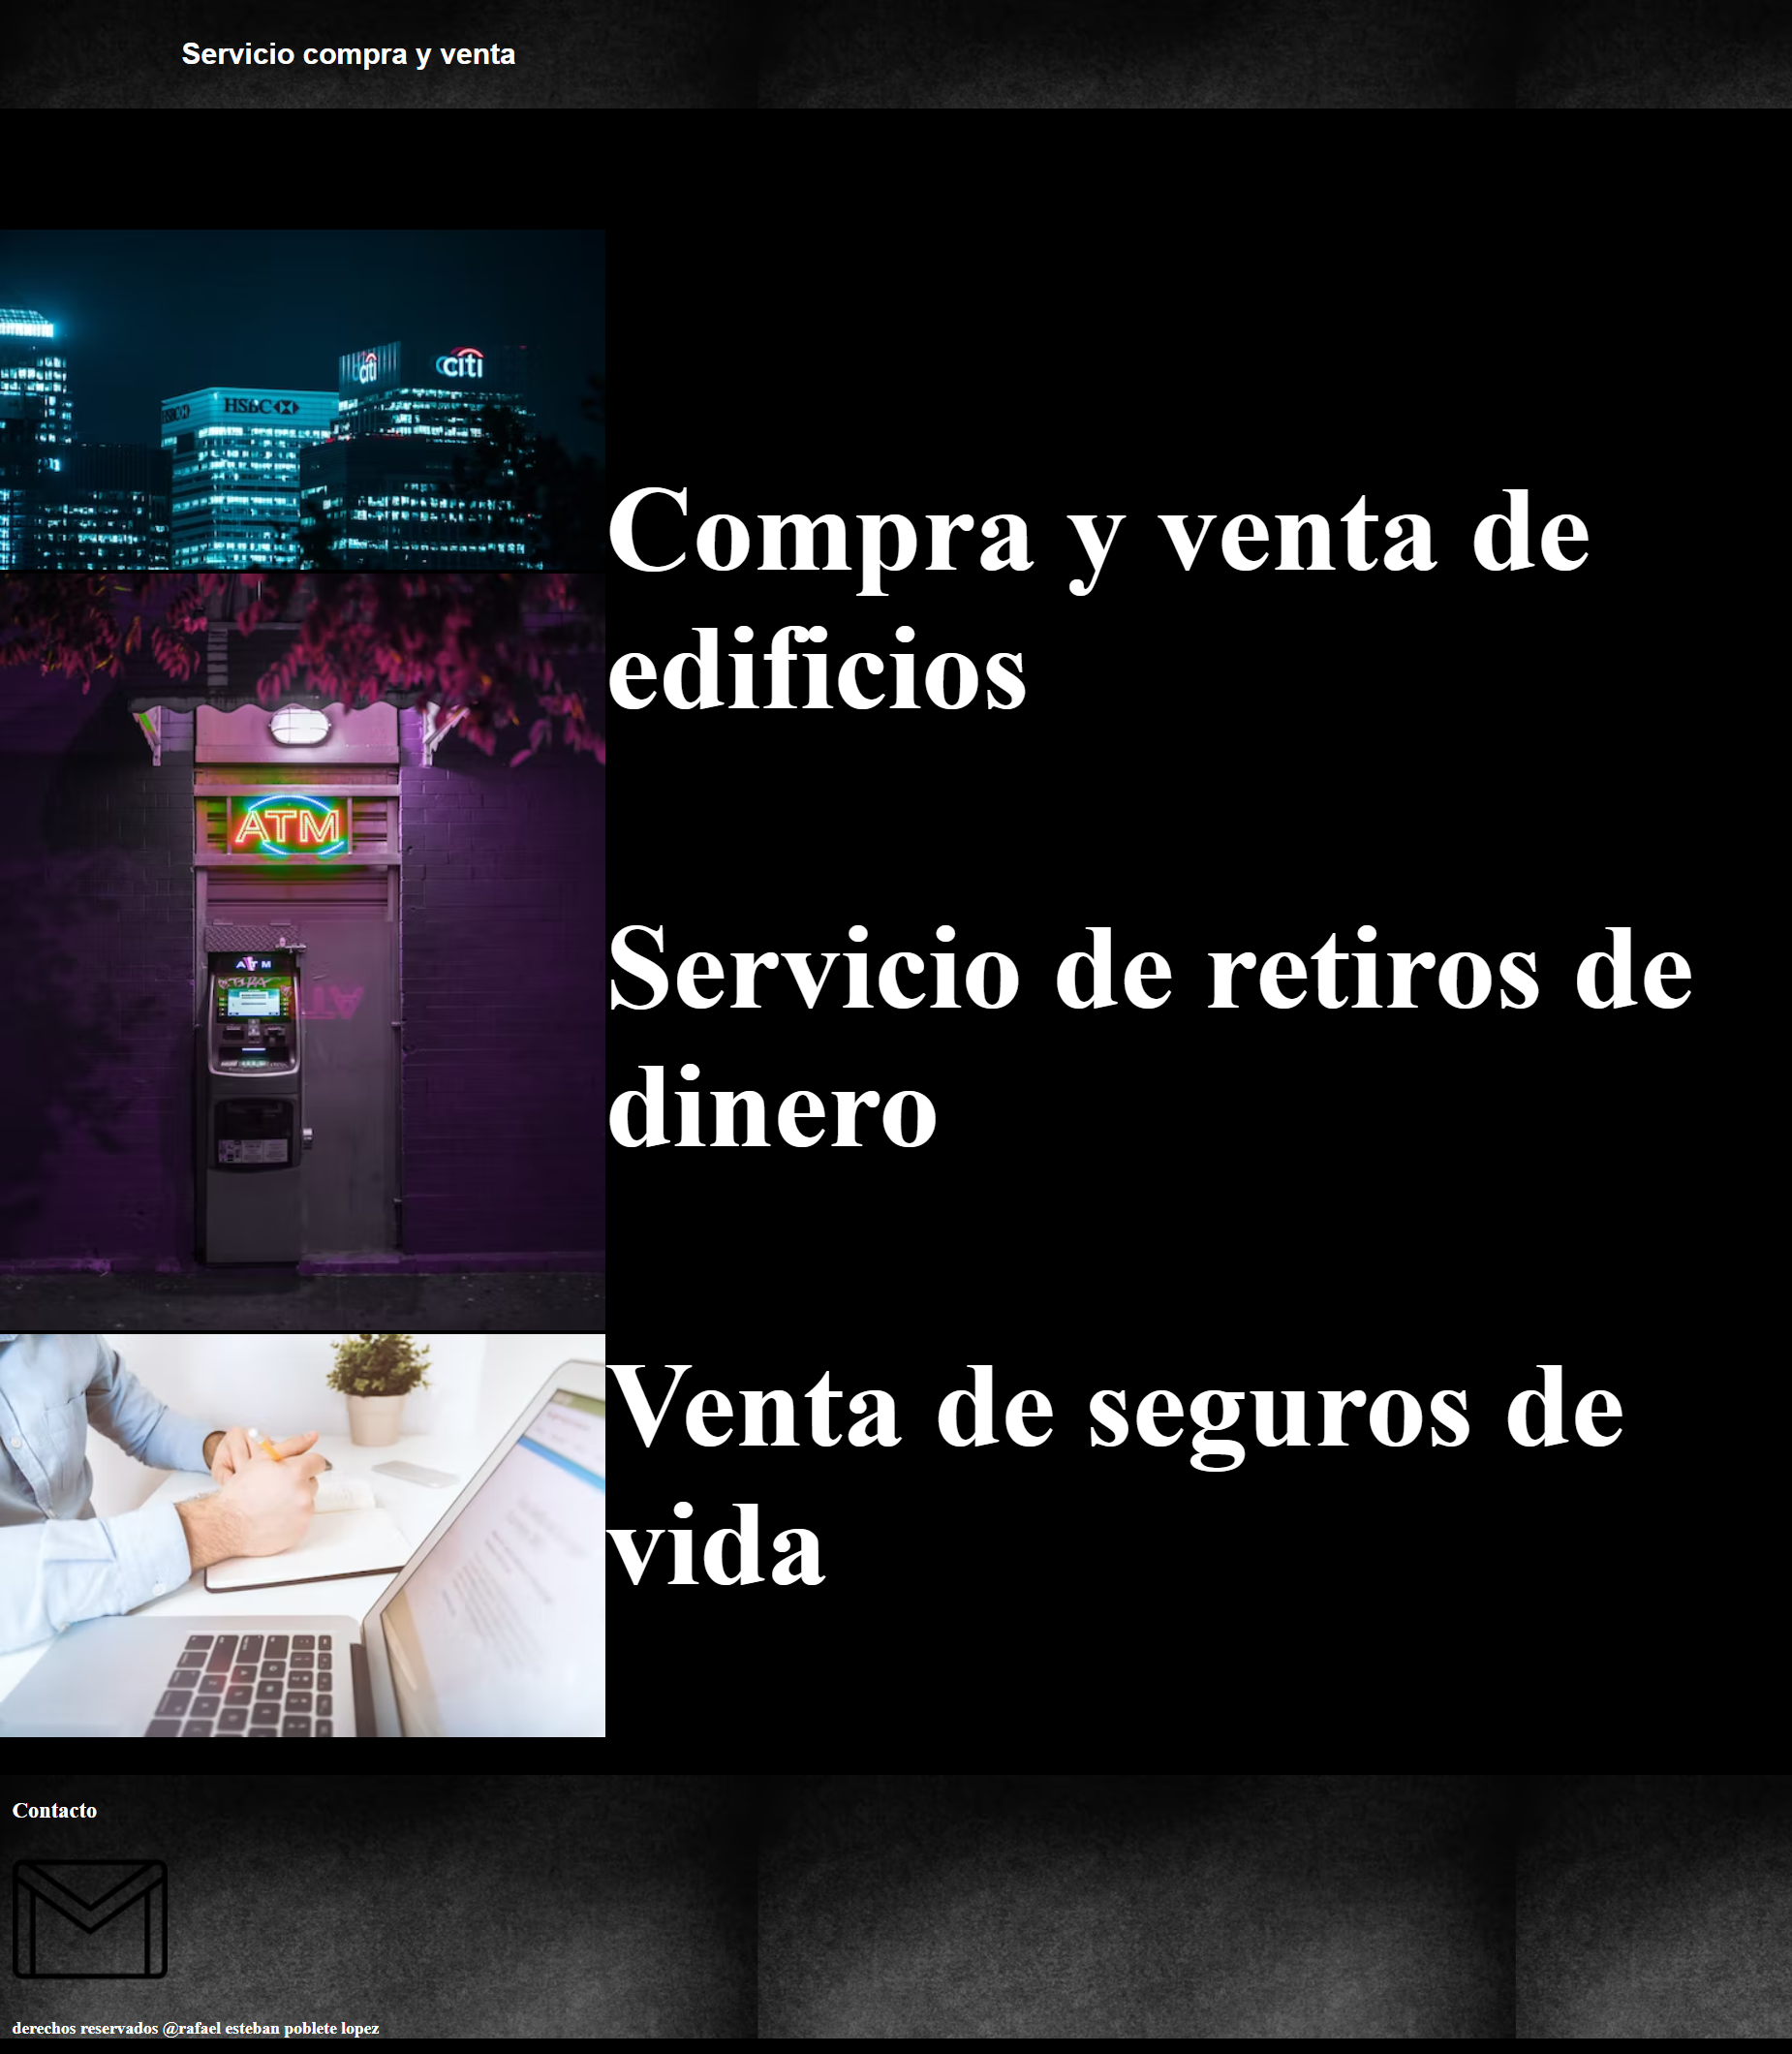 Servicio compra y venta
citi
citi
HSBC
HSBC
Compra y venta de
edificios
ATM
Servicio de retiros de
dinero
ATM
Venta de seguros de
vida
Contacto
derechos reservados @rafael esteban poblete lopez